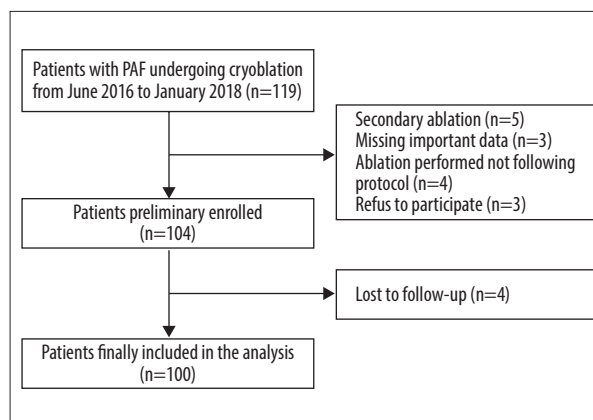 Patients with PAF undergoing cryoblation
from June 2016 to January 2018 (n=119)
Secondary ablation (n=5)
Missing important data (n=3)
Ablation performed not following
protocol (n=4)
Refus to participate (n=3)
Patients preliminary enrolled
(n=104)
Lost to follow-up (n=4)
Patients finally included in the analysis
(n=100)